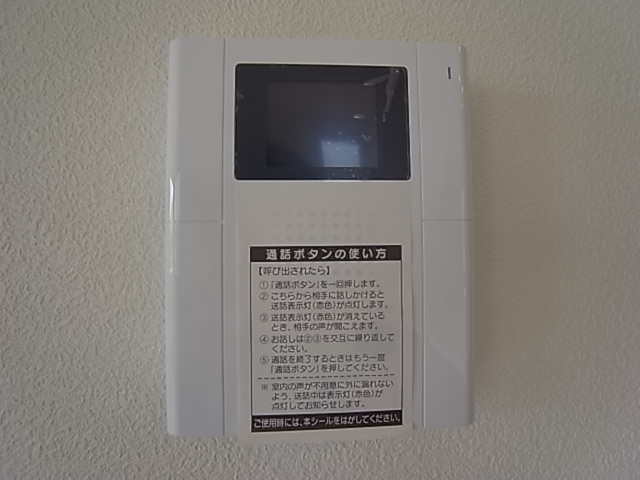 通話ボタンの使い方
【呼び出されたら】
①「通話ボタン」を一回押します。
②こちらから相手に話しかけると
送話表示灯(赤色)が点灯します。
③送話表示灯(赤色)が消えている
とき、相手の声が聞こえます。
④お話しは②③を交互に繰り返して
ください。
⑤通話を終了するときはもう一度
「通話ボタン」を押してください。
※室内の声が不用意に外に漏れない
よう、送話中は表示灯(赤色)が
点灯してお知らせします。
ご使用時には、本シールをはがしてください。